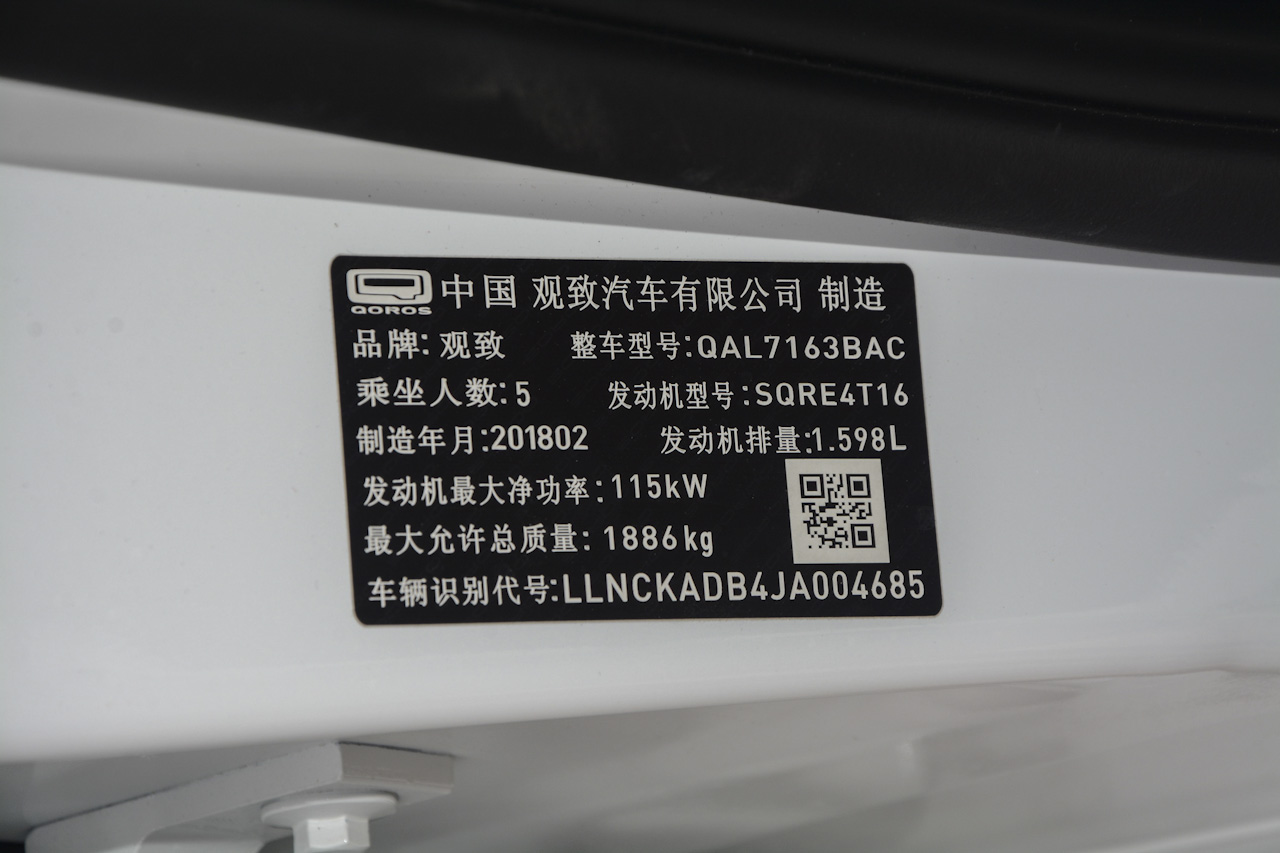 QOROS 中国 观致汽车有限公司 制造
品牌: 观致 整车型号:QAL7163BAC
乘坐人数:5 发动机型号:SQRE4T16
制造年月:201802 发动机排量:1.598L
发动机最大净功率:115kW
最大允许总质量: 1886kg
车辆识别代号:LLNCKADB4JA004685